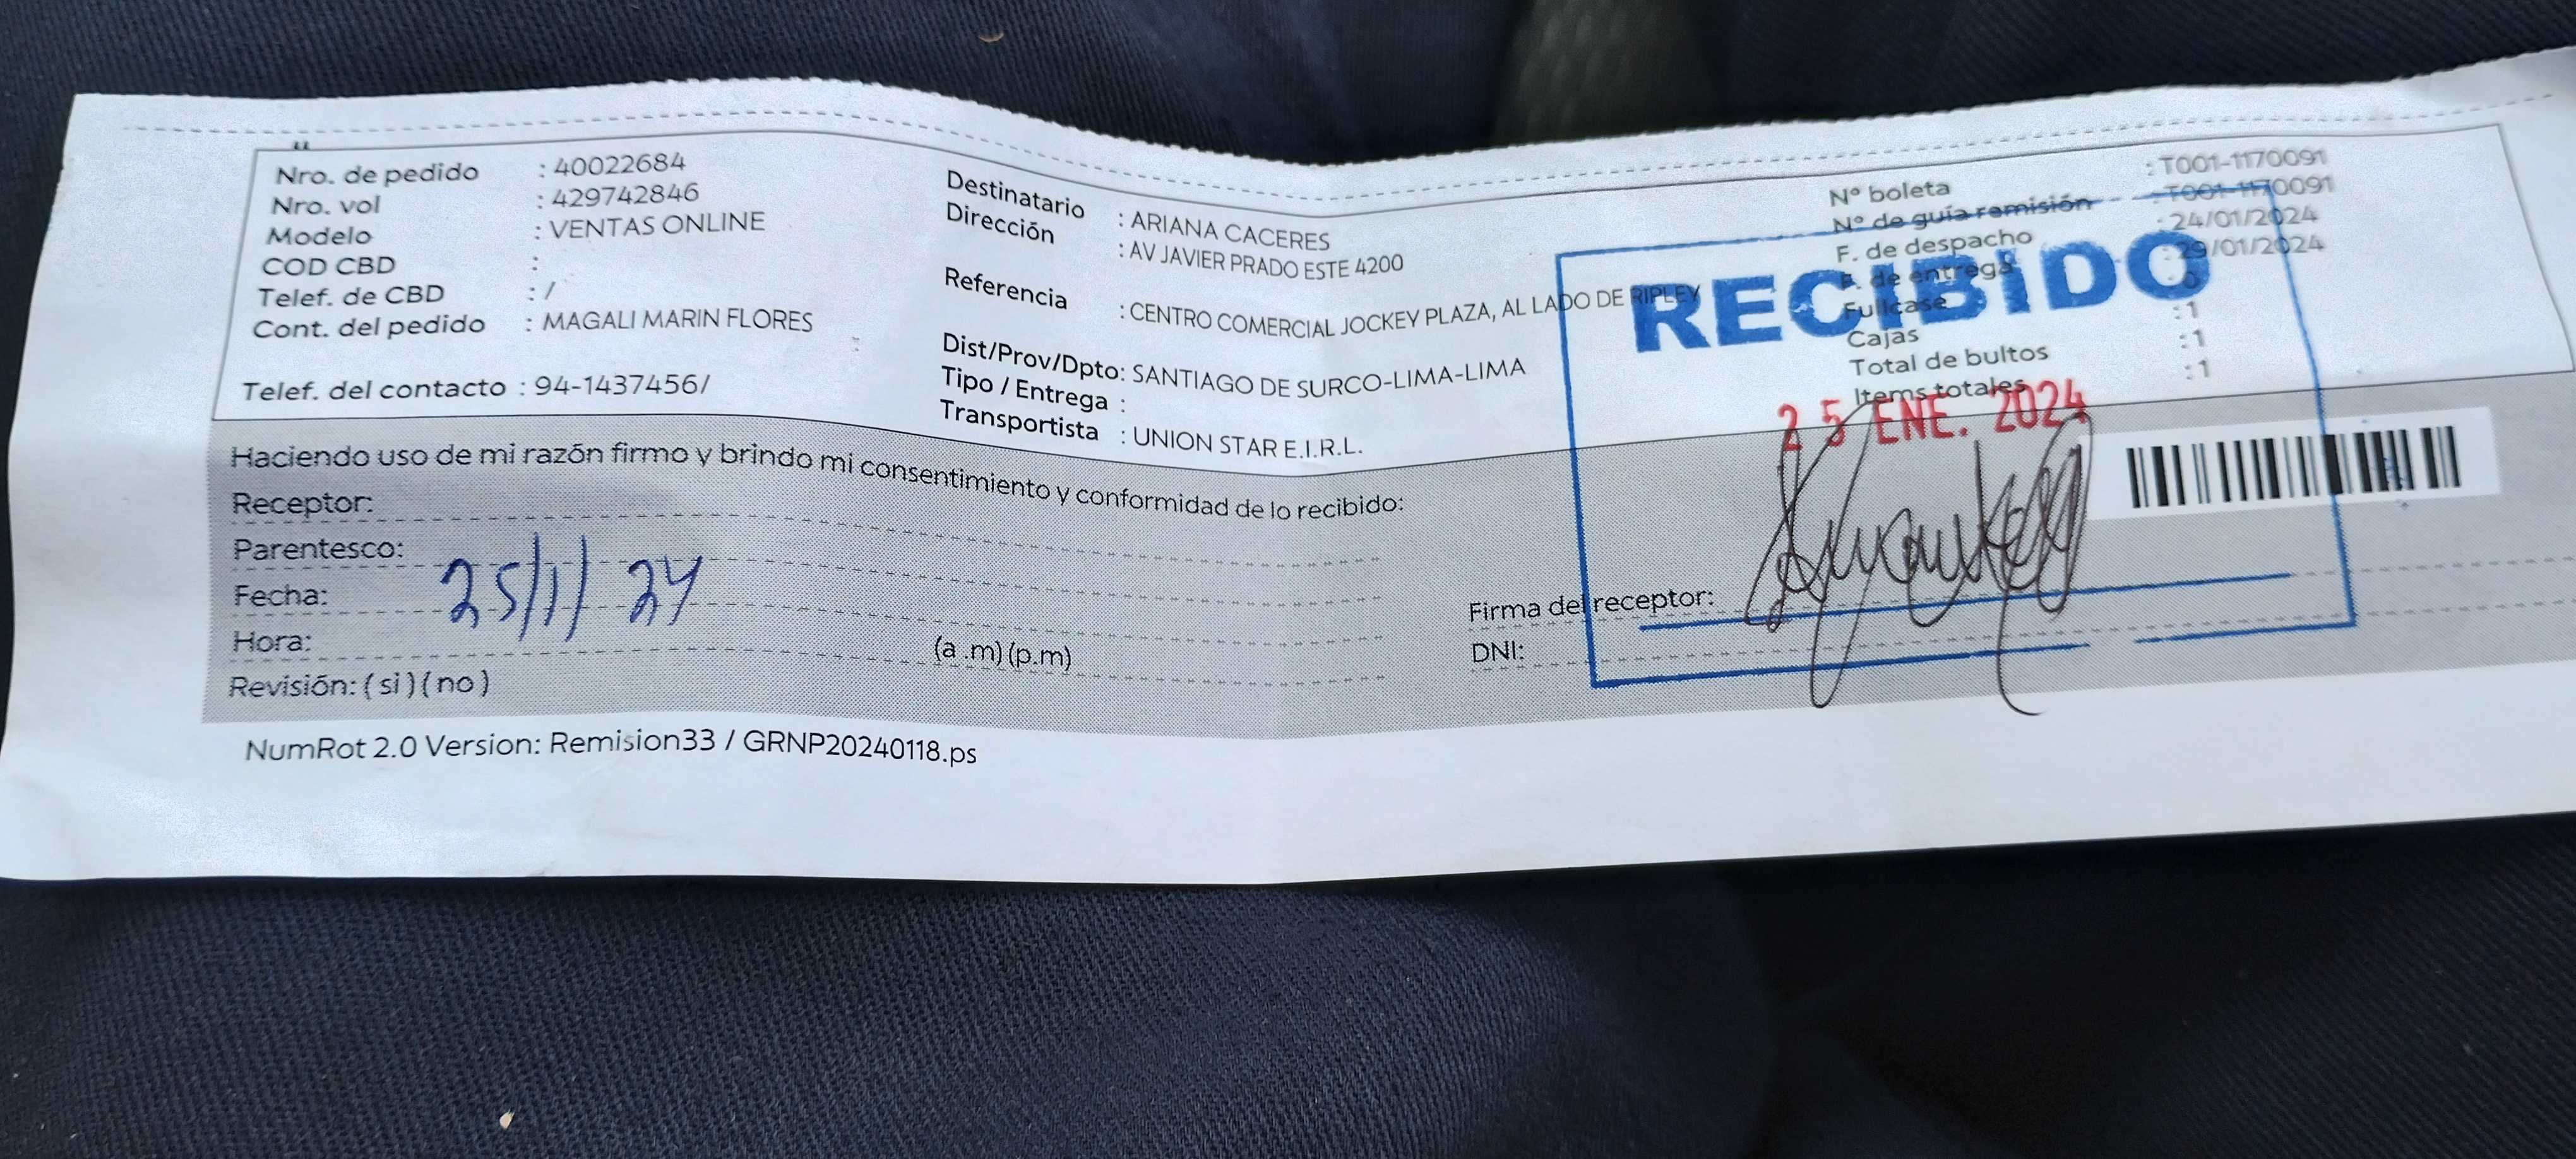 Nro. de pedido : 40022684
Nro. vol : 429742846
Modelo : VENTAS ONLINE
COD CBD :
Telef. de CBD : /
Cont. del pedido : MAGALI MARIN FLORES
Telef. del contacto : 94-1437456/
Destinatario : ARIANA CACERES
Dirección : AV JAVIER PRADO ESTE 4200
Referencia : CENTRO COMERCIAL JOCKEY PLAZA, AL LADO DE RIPLEY
Dist/Prov/Dpto: SANTIAGO DE SURCO-LIMA-LIMA
Tipo / Entrega :
Transportista : UNION STAR E.I.R.L.
N° boleta : T001-1170091
N° de guía remisión : T001-1170091
F. de despacho : 24/01/2024
F. de entrega : 29/01/2024
Fullcase : 0
Cajas : 1
Total de bultos : 1
Items totales : 1
RECIBIDO
25 ENE. 2024
Haciendo uso de mi razón firmo y brindo mi consentimiento y conformidad de lo recibido:
Receptor:
Parentesco:
Fecha: 25/1/24
Hora: (a .m) (p.m)
Revisión: ( si ) ( no )
Firma del receptor:
DNI:
NumRot 2.0 Version: Remision33 / GRNP20240118.ps